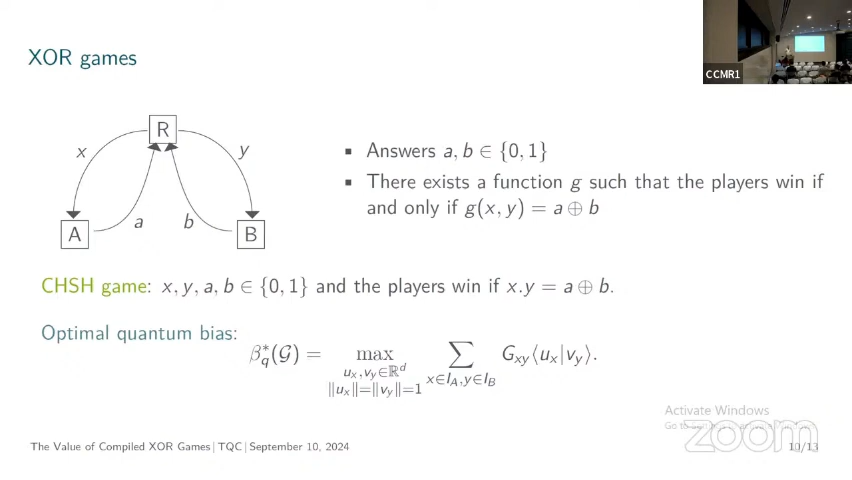 XOR games
CCMR1
R
x
y
a
b
A
B
▪ Answers a, b ∈ {0, 1}
▪ There exists a function g such that the players win if
and only if g(x, y) = a ⊕ b
CHSH game: x, y, a, b ∈ {0, 1} and the players win if x.y = a ⊕ b.
Optimal quantum bias:
β*q(𝒢) = max ∑ Gxy⟨ux|vy⟩.
ux,vy∈ℝd
‖ux‖=‖vy‖=1
x∈IA,y∈IB
Activate Windows
zoom
The Value of Compiled XOR Games | TQC | September 10, 2024
10/13